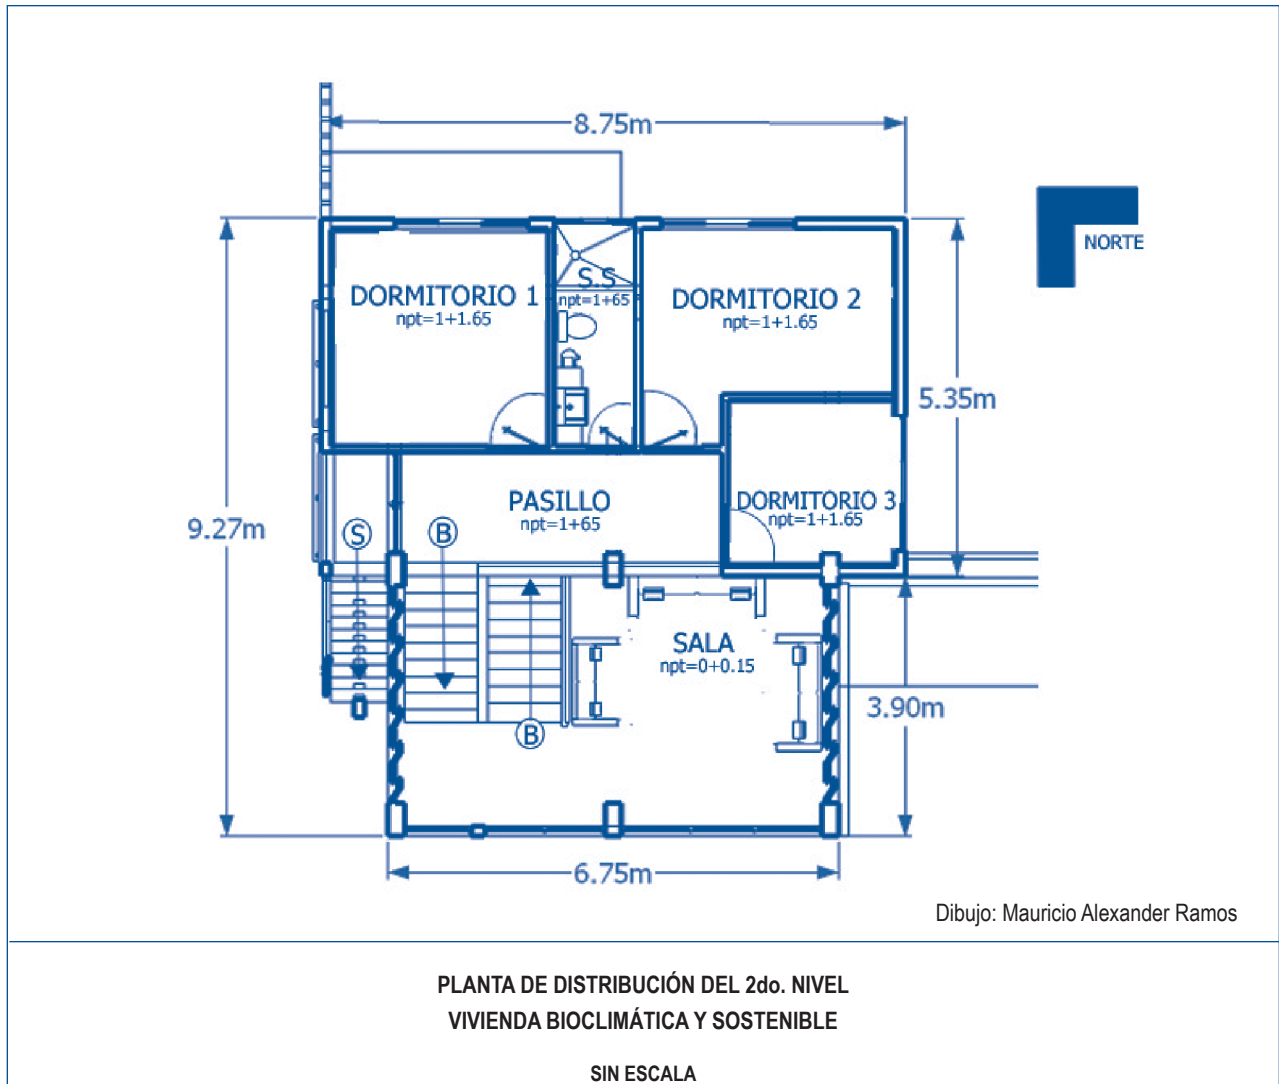 8.75m
NORTE
DORMITORIO 1
npt=1+1.65
S.S
npt=1+65
DORMITORIO 2
npt=1+1.65
5.35m
PASILLO
npt=1+65
DORMITORIO 3
npt=1+1.65
9.27m
S
B
SALA
npt=0+0.15
3.90m
B
6.75m
Dibujo: Mauricio Alexander Ramos
PLANTA DE DISTRIBUCIÓN DEL 2do. NIVEL
VIVIENDA BIOCLIMÁTICA Y SOSTENIBLE
SIN ESCALA